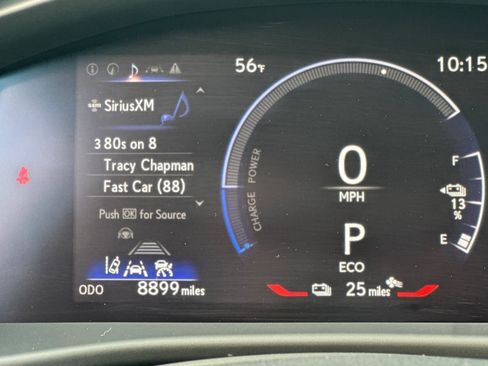 56°F
10:15
SXM SiriusXM
3 80s on 8
Tracy Chapman
Fast Car (88)
Push OK for Source
CHARGE POWER
0
MPH
P
ECO
F
13
%
E
ODO 8899 miles
25 miles